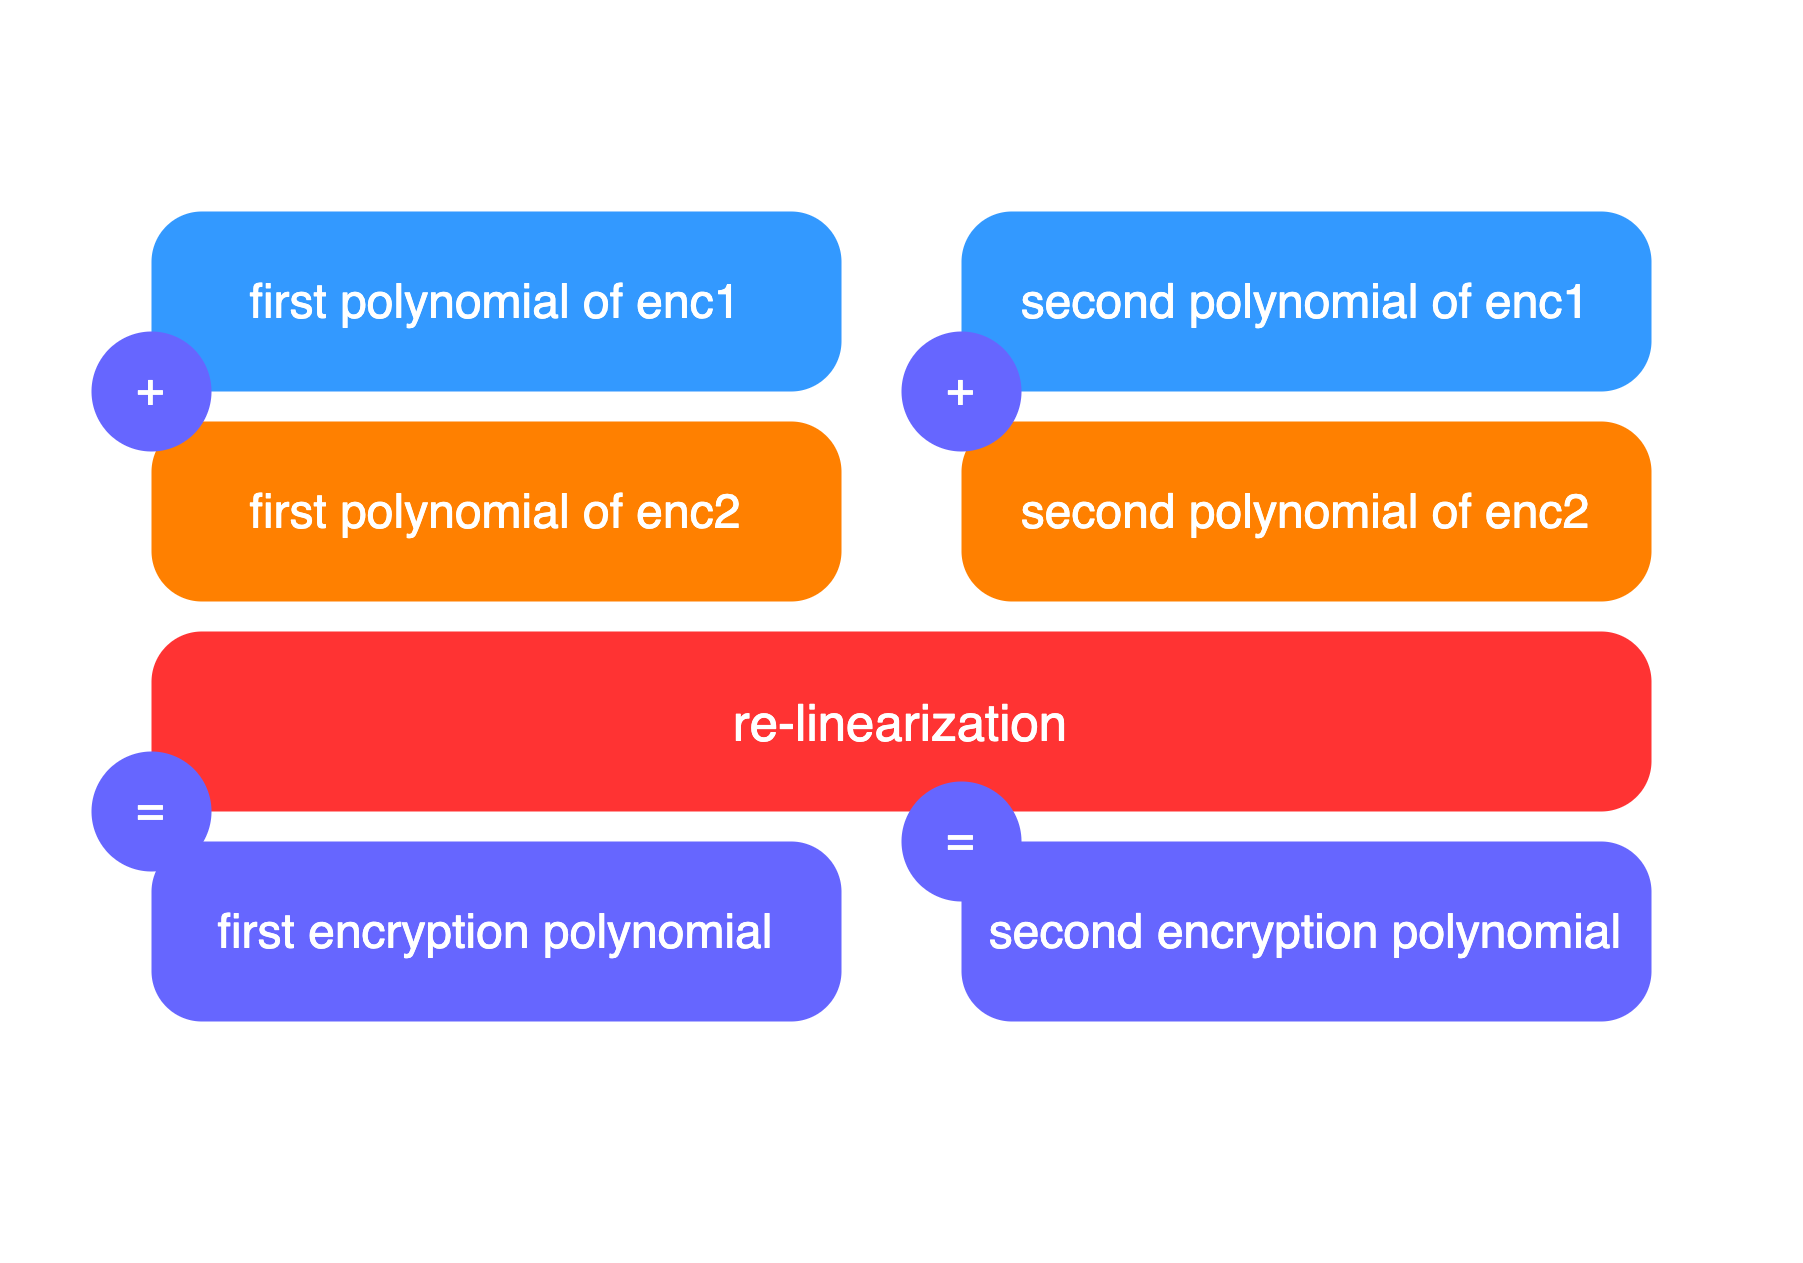 first polynomial of enc1
second polynomial of enc1
+
+
first polynomial of enc2
second polynomial of enc2
re-linearization
=
=
first encryption polynomial
second encryption polynomial